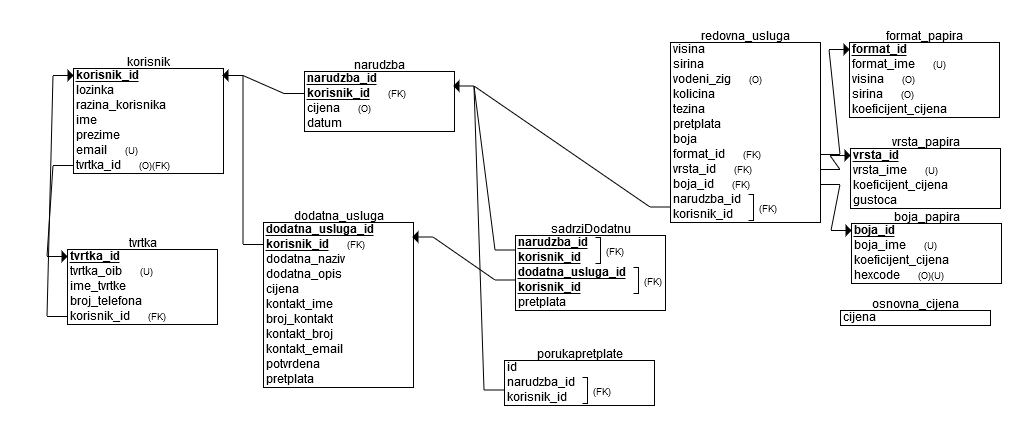 korisnik
korisnik_id
lozinka
razina_korisnika
ime
prezime
email (U)
tvrtka_id (O)(FK)
narudzba
narudzba_id
korisnik_id (FK)
cijena (O)
datum
redovna_usluga
visina
sirina
vodeni_zig (O)
kolicina
tezina
pretplata
boja
format_id (FK)
vrsta_id (FK)
boja_id (FK)
narudzba_id
korisnik_id
(FK)
format_papira
format_id
format_ime (U)
visina (O)
sirina (O)
koeficijent_cijena
vrsta_papira
vrsta_id
vrsta_ime (U)
koeficijent_cijena
gustoca
boja_papira
boja_id
boja_ime (U)
koeficijent_cijena
hexcode (O)(U)
osnovna_cijena
cijena
tvrtka
tvrtka_id
tvrtka_oib (U)
ime_tvrtke
broj_telefona
korisnik_id (FK)
dodatna_usluga
dodatna_usluga_id
korisnik_id (FK)
dodatna_naziv
dodatna_opis
cijena
kontakt_ime
broj_kontakt
kontakt_broj
kontakt_email
potvrdena
pretplata
sadrziDodatnu
narudzba_id
korisnik_id
(FK)
dodatna_usluga_id
korisnik_id
(FK)
pretplata
porukapretplate
id
narudzba_id
korisnik_id
(FK)